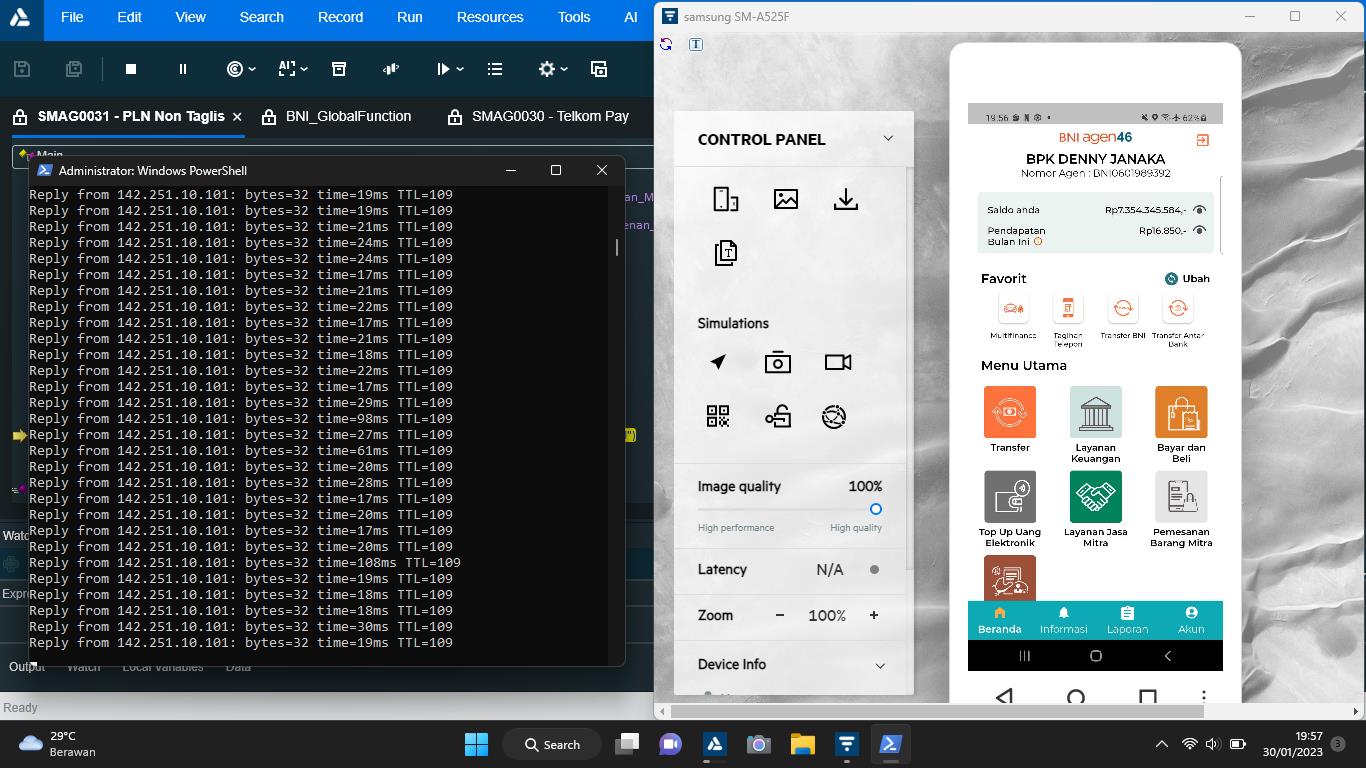 File Edit View Search Record Run Resources Tools AI
SMAG0031 - PLN Non Taglis
BNI_GlobalFunction
SMAG0030 - Telkom Pay
Main
Administrator: Windows PowerShell
Reply from 142.251.10.101: bytes=32 time=19ms TTL=109
Reply from 142.251.10.101: bytes=32 time=19ms TTL=109
Reply from 142.251.10.101: bytes=32 time=21ms TTL=109
Reply from 142.251.10.101: bytes=32 time=24ms TTL=109
Reply from 142.251.10.101: bytes=32 time=24ms TTL=109
Reply from 142.251.10.101: bytes=32 time=17ms TTL=109
Reply from 142.251.10.101: bytes=32 time=21ms TTL=109
Reply from 142.251.10.101: bytes=32 time=22ms TTL=109
Reply from 142.251.10.101: bytes=32 time=17ms TTL=109
Reply from 142.251.10.101: bytes=32 time=21ms TTL=109
Reply from 142.251.10.101: bytes=32 time=18ms TTL=109
Reply from 142.251.10.101: bytes=32 time=22ms TTL=109
Reply from 142.251.10.101: bytes=32 time=17ms TTL=109
Reply from 142.251.10.101: bytes=32 time=29ms TTL=109
Reply from 142.251.10.101: bytes=32 time=98ms TTL=109
Reply from 142.251.10.101: bytes=32 time=27ms TTL=109
Reply from 142.251.10.101: bytes=32 time=61ms TTL=109
Reply from 142.251.10.101: bytes=32 time=20ms TTL=109
Reply from 142.251.10.101: bytes=32 time=28ms TTL=109
Reply from 142.251.10.101: bytes=32 time=17ms TTL=109
Reply from 142.251.10.101: bytes=32 time=20ms TTL=109
Reply from 142.251.10.101: bytes=32 time=17ms TTL=109
Reply from 142.251.10.101: bytes=32 time=20ms TTL=109
Reply from 142.251.10.101: bytes=32 time=108ms TTL=109
Reply from 142.251.10.101: bytes=32 time=19ms TTL=109
Reply from 142.251.10.101: bytes=32 time=18ms TTL=109
Reply from 142.251.10.101: bytes=32 time=18ms TTL=109
Reply from 142.251.10.101: bytes=32 time=30ms TTL=109
Reply from 142.251.10.101: bytes=32 time=19ms TTL=109
an_M
enan_
Watc
Expre
Output Watch Local Variables Data
Ready
samsung SM-A525F
T
CONTROL PANEL
Simulations
Image quality 100%
High performance High quality
Latency N/A
Zoom − 100% +
Device Info
19:56 62%
BNI agen46
BPK DENNY JANAKA
Nomor Agen : BNI0601989392
Saldo anda Rp7.354.345.584,-
Pendapatan
Bulan Ini Rp16.850,-
Favorit Ubah
Multifinance
Tagihan
Telepon
Transfer BNI
Transfer Antar
Bank
Menu Utama
Transfer
Layanan
Keuangan
Bayar dan
Beli
Top Up Uang
Elektronik
Layanan Jasa
Mitra
Pemesanan
Barang Mitra
Beranda Informasi Laporan Akun
29°C
Berawan
Search
19:57
30/01/2023
3